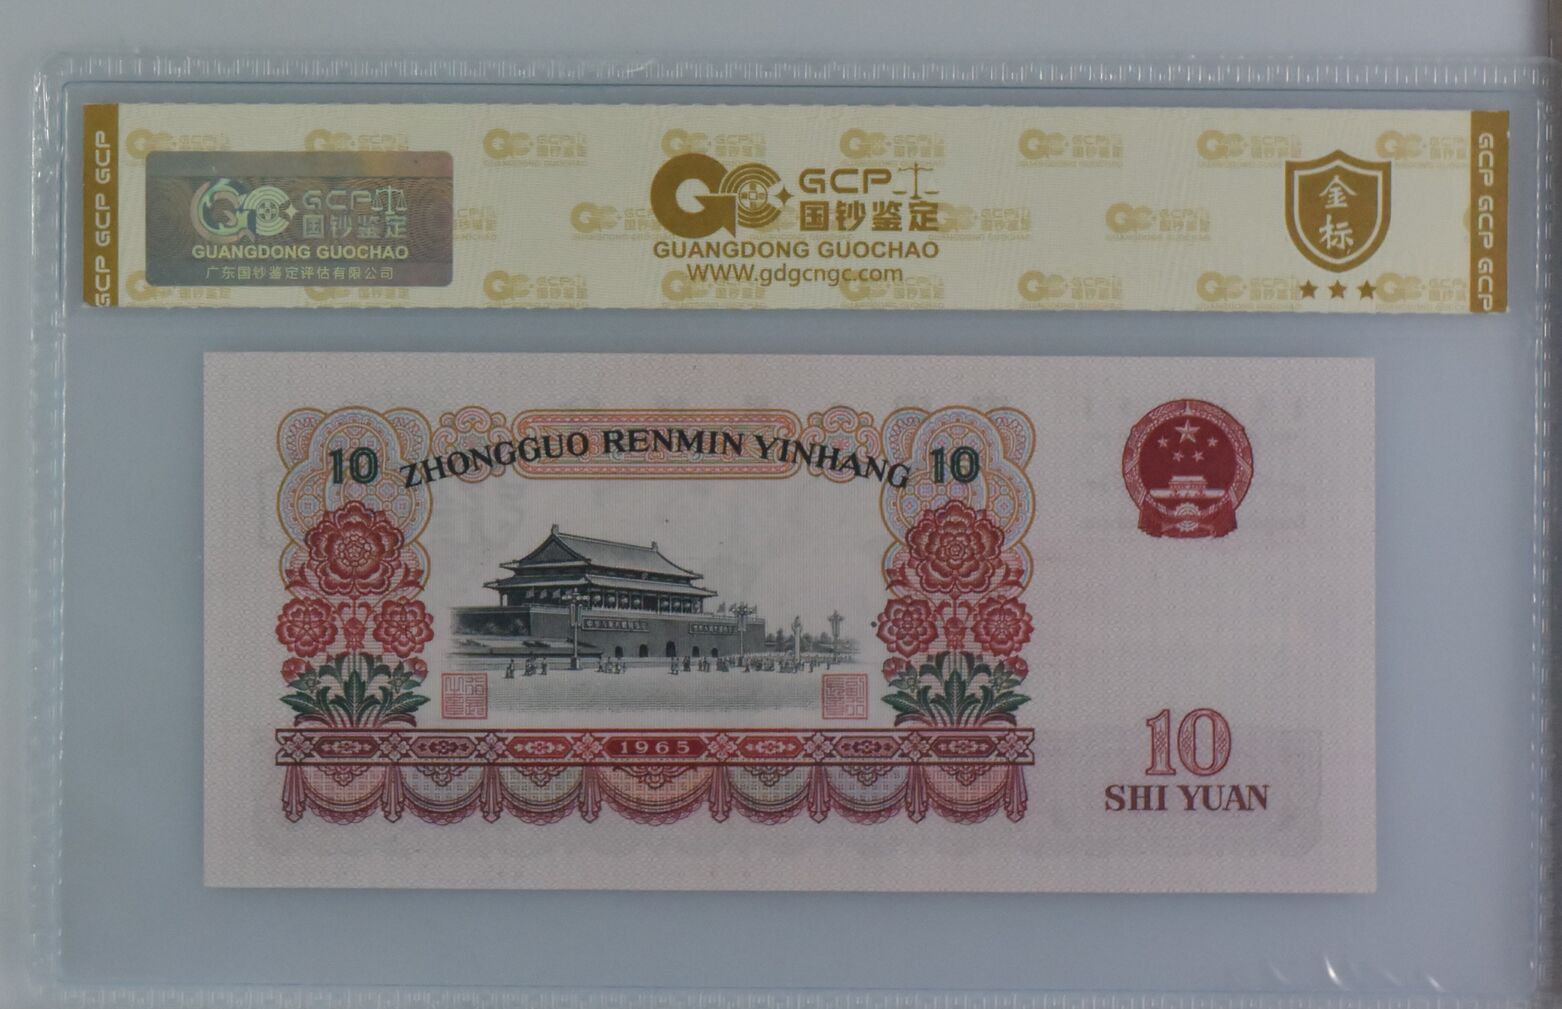 GCP GCP GCP
GCP
国钞鉴定
GUANGDONG GUOCHAO
广东国钞鉴定评估有限公司
GCP
国钞鉴定
GUANGDONG GUOCHAO
WWW.gdgcngc.com
金
标
GCP GCP GCP
ZHONGGUO RENMIN YINHANG
10
10
1965
10
SHI YUAN